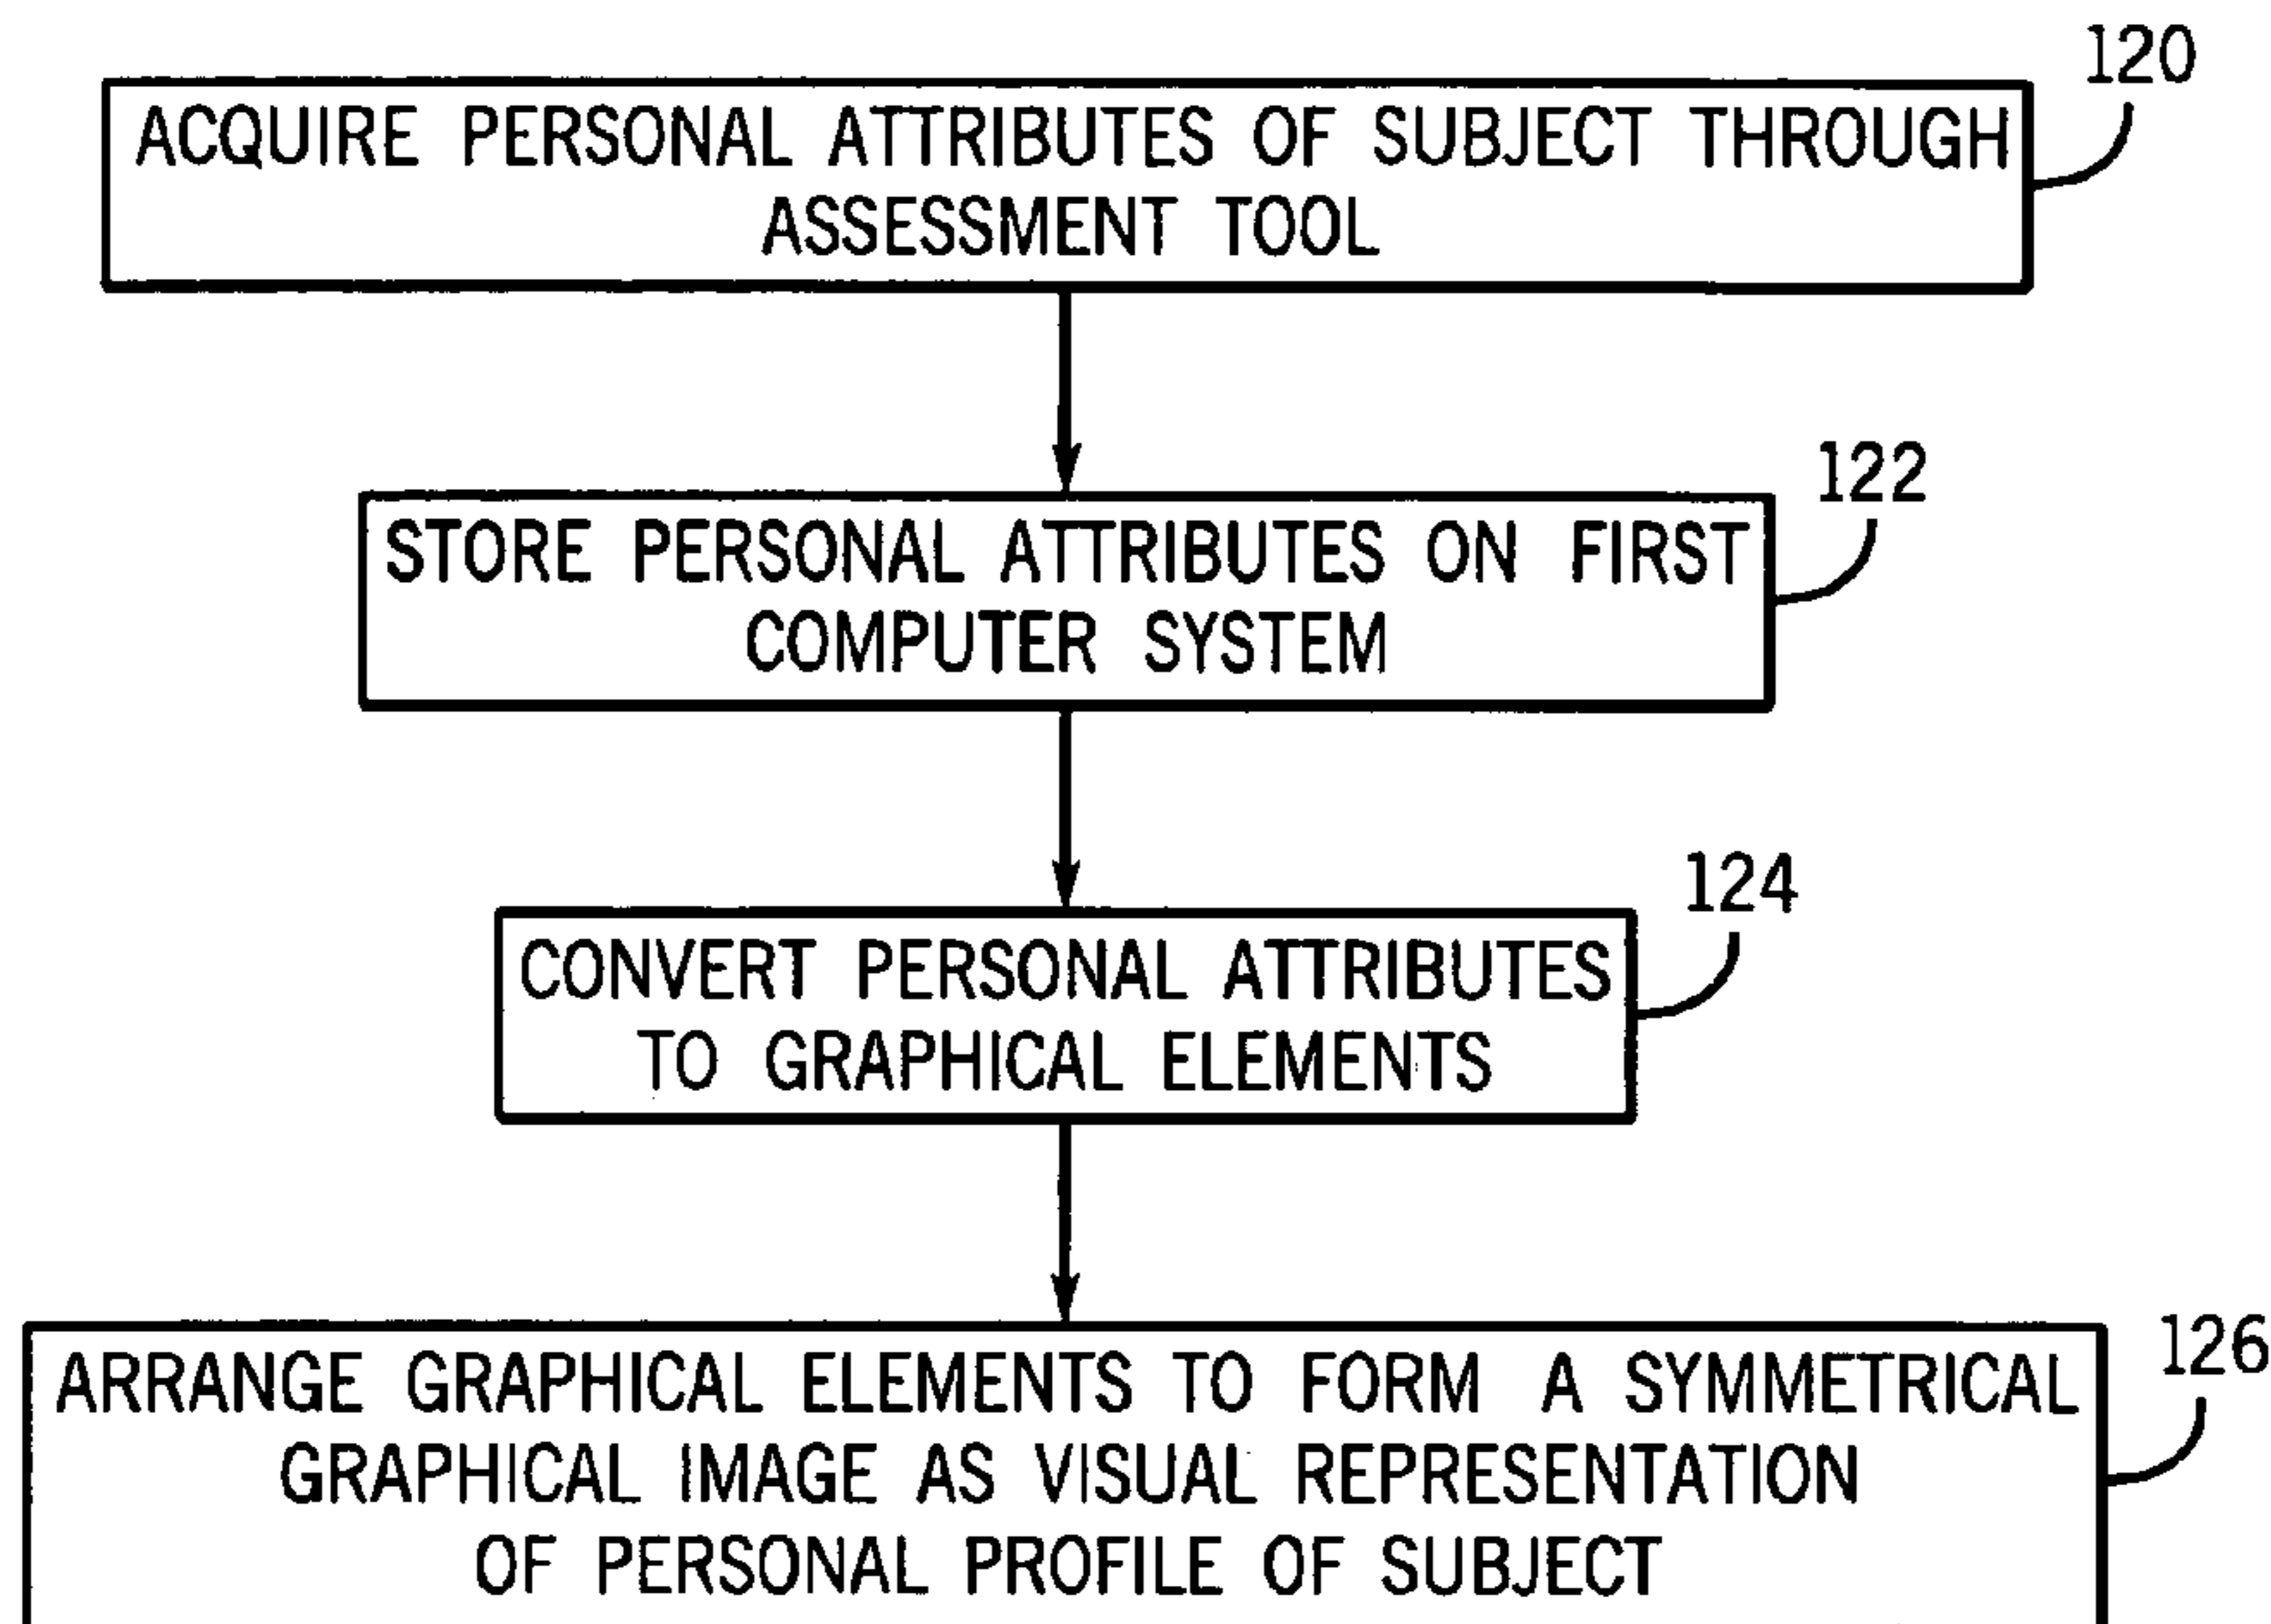 120
ACQUIRE PERSONAL ATTRIBUTES OF SUBJECT THROUGH
ASSESSMENT TOOL
122
STORE PERSONAL ATTRIBUTES ON FIRST
COMPUTER SYSTEM
124
CONVERT PERSONAL ATTRIBUTES
TO GRAPHICAL ELEMENTS
126
ARRANGE GRAPHICAL ELEMENTS TO FORM A SYMMETRICAL
GRAPHICAL IMAGE AS VISUAL REPRESENTATION
OF PERSONAL PROFILE OF SUBJECT